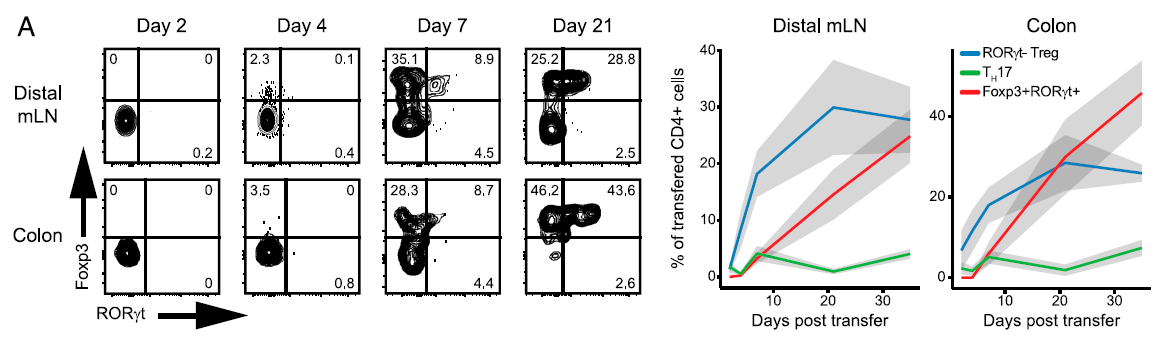 A
Day 2
Day 4
Day 7
Day 21
Distal mLN
Colon
Distal
mLN
0
0
0.2
2.3
0.1
0.4
35.1
8.9
4.5
25.2
28.8
2.5
Colon
0
0
0
3.5
0
0.8
28.3
8.7
4.4
46.2
43.6
2.6
Foxp3
RORγt
% of transfered CD4+ cells
40
30
20
10
0
10
20
30
Days post transfer
RORγt- Treg
TH17
Foxp3+RORγt+
40
20
0
10
20
30
Days post transfer